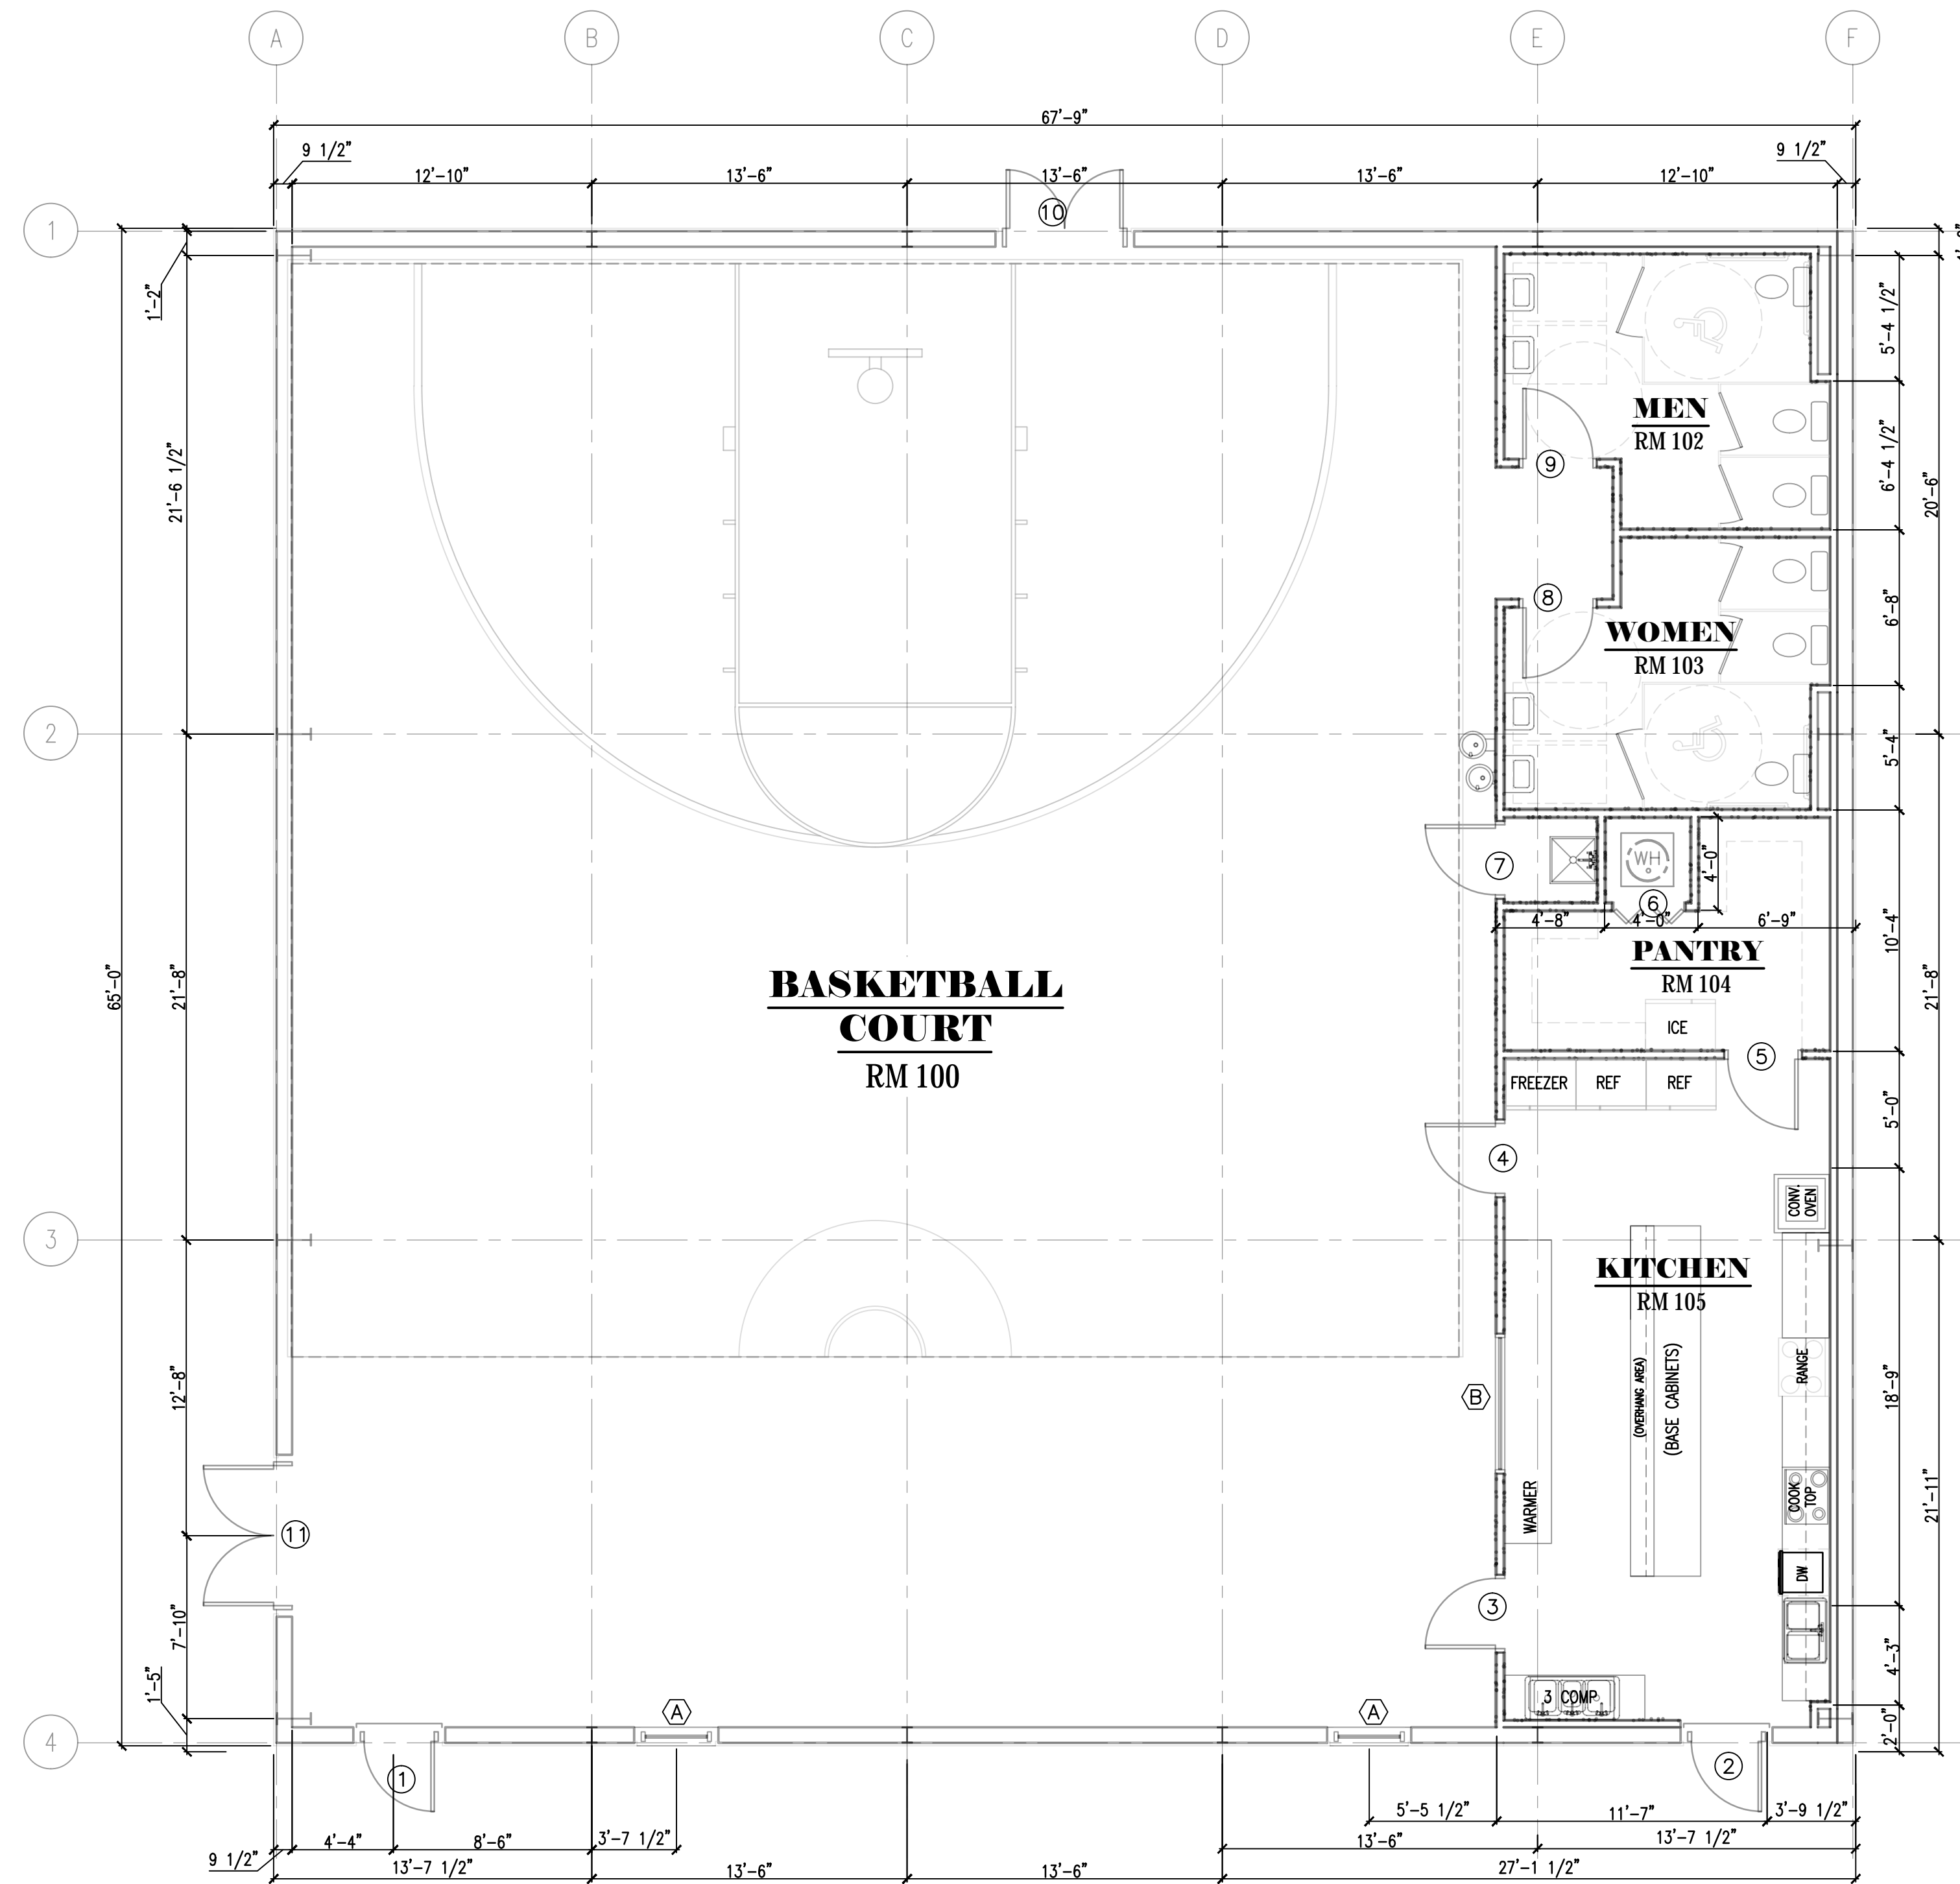 A B C D E F
67'-9"
9 1/2" 9 1/2"
12'-10" 13'-6" 13'-6" 13'-6" 12'-10"
10
1
1'-2"
5'-4 1/2"
MEN
RM 102
21'-6 1/2"
6'-4 1/2"
20'-6"
9
8
6'-8"
WOMEN
RM 103
2
5'-4"
7
WH
4'-0"
6
4'-8" 4'-0" 6'-9"
10'-4"
PANTRY
RM 104
65'-0"
21'-8"
21'-8"
BASKETBALL
COURT
RM 100
ICE
5
FREEZER REF REF
5'-0"
4
CONV.
OVEN
3
KITCHEN
RM 105
12'-8"
B
(OVERHANG AREA)
(BASE CABINETS)
RANGE
18'-9"
WARMER
COOK
TOP
21'-11"
11
DW
3
7'-10"
1'-5"
4'-3"
3 COMP.
A A
4
2'-0"
1 2
5'-5 1/2" 11'-7" 3'-9 1/2"
9 1/2" 4'-4" 8'-6" 3'-7 1/2" 13'-6" 13'-7 1/2"
13'-7 1/2" 13'-6" 13'-6" 27'-1 1/2"